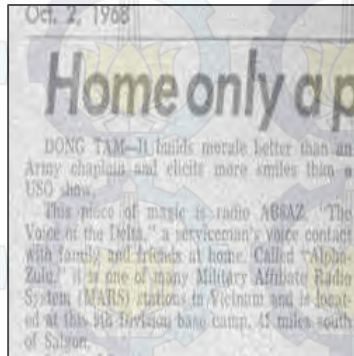 Oct. 2, 1968
Home only a p
DONG TAM—It builds morale better than an
Army chaplain and elicits more smiles than a
USO show.
This piece of magic is radio AB8AZ, "The
Voice of the Delta," a serviceman's voice contact
with family and friends at home. Called "Alpha-
Zulu," it is one of many Military Affiliate Radio
System (MARS) stations in Vietnam and is locat-
ed at this 9th Division base camp, 41 miles south
of Saigon.